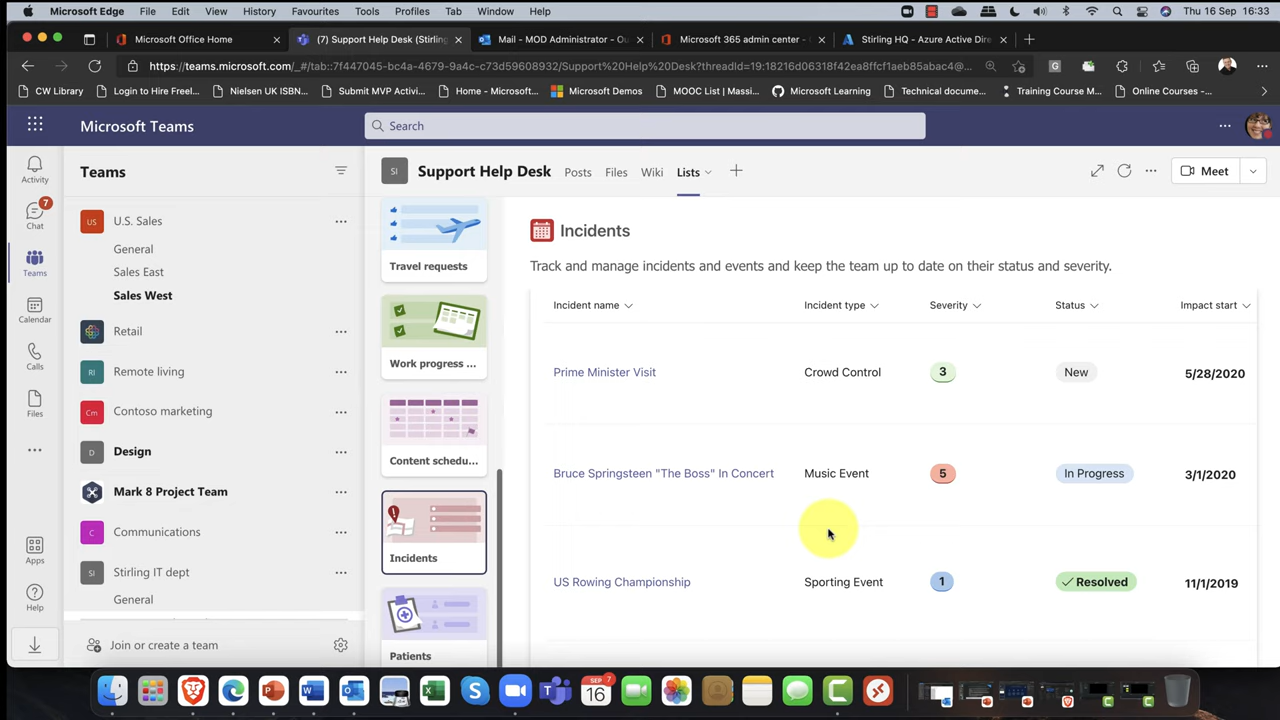 Microsoft Edge File Edit View History Favourites Tools Profiles Tab Window Help Thu 16 Sep 16:33
Microsoft Office Home
(7) Support Help Desk (Stirling
Mail - MOD Administrator - Ou
Microsoft 365 admin center -
Stirling HQ - Azure Active Dire
https://teams.microsoft.com/_#/tab::7f447045-bc4a-4679-9a4c-c73d59608932/Support%20Help%20Desk?threadId=19:18216d06318f42ea8ffcf1aeb85abac4@...
CW Library
Login to Hire Freel...
Nielsen UK ISBN...
Submit MVP Activi...
Home - Microsoft...
Microsoft Demos
MOOC List | Massi...
Microsoft Learning
Technical docume...
Training Course M...
Online Courses -...
Microsoft Teams
Search
Activity
Chat
7
Teams
Calendar
Calls
Files
Apps
Help
Teams
US
U.S. Sales
General
Sales East
Sales West
Retail
RI
Remote living
Cm
Contoso marketing
D
Design
Mark 8 Project Team
C
Communications
SI
Stirling IT dept
General
Join or create a team
SI
Support Help Desk
Posts
Files
Wiki
Lists
Meet
Travel requests
Work progress ...
Content schedu...
Incidents
Patients
Incidents
Track and manage incidents and events and keep the team up to date on their status and severity.
Incident name Incident type Severity Status Impact start
Prime Minister Visit Crowd Control 3 New 5/28/2020
Bruce Springsteen "The Boss" In Concert Music Event 5 In Progress 3/1/2020
US Rowing Championship Sporting Event 1 Resolved 11/1/2019
SEP
16
7